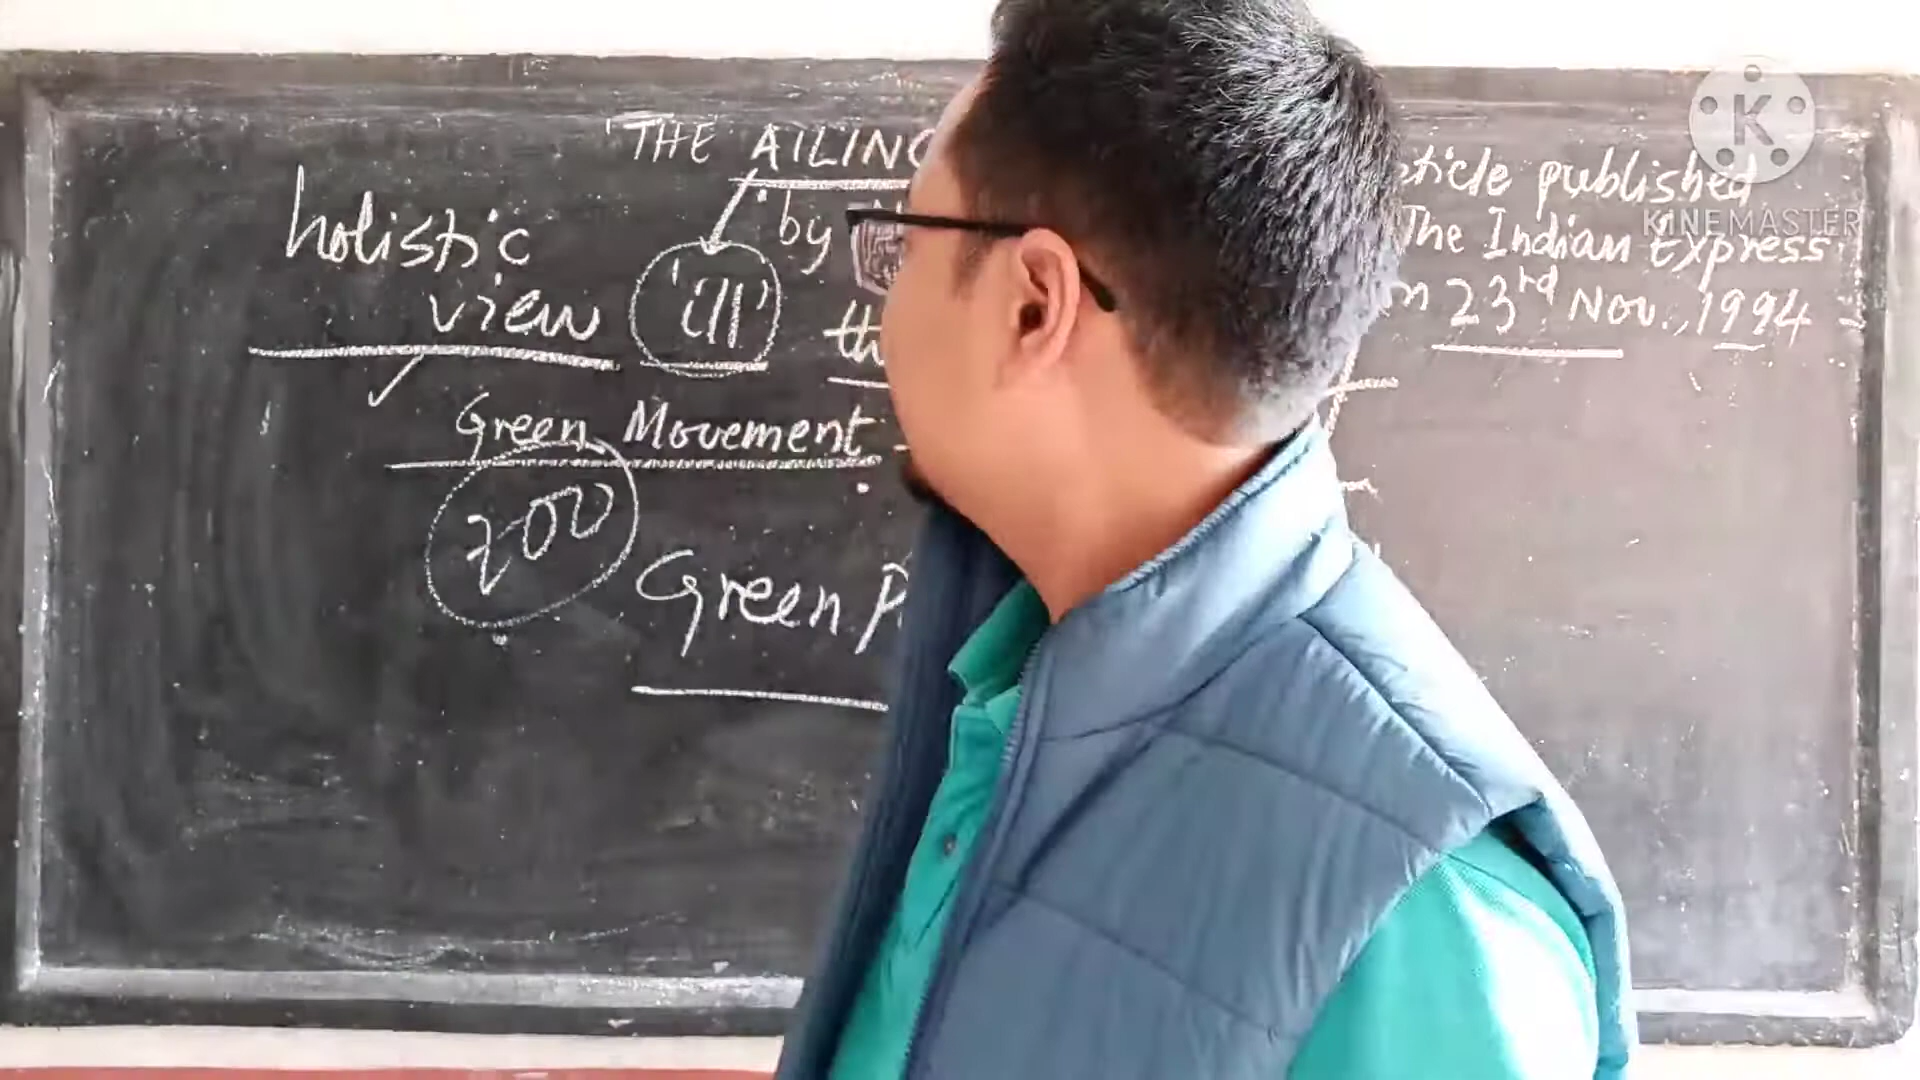 THE AILING
by
holistic
view
'ill'
Article published
The Indian Express
on 23rd Nov., 1994
Green Movement -
200
Green
K
KINEMASTER